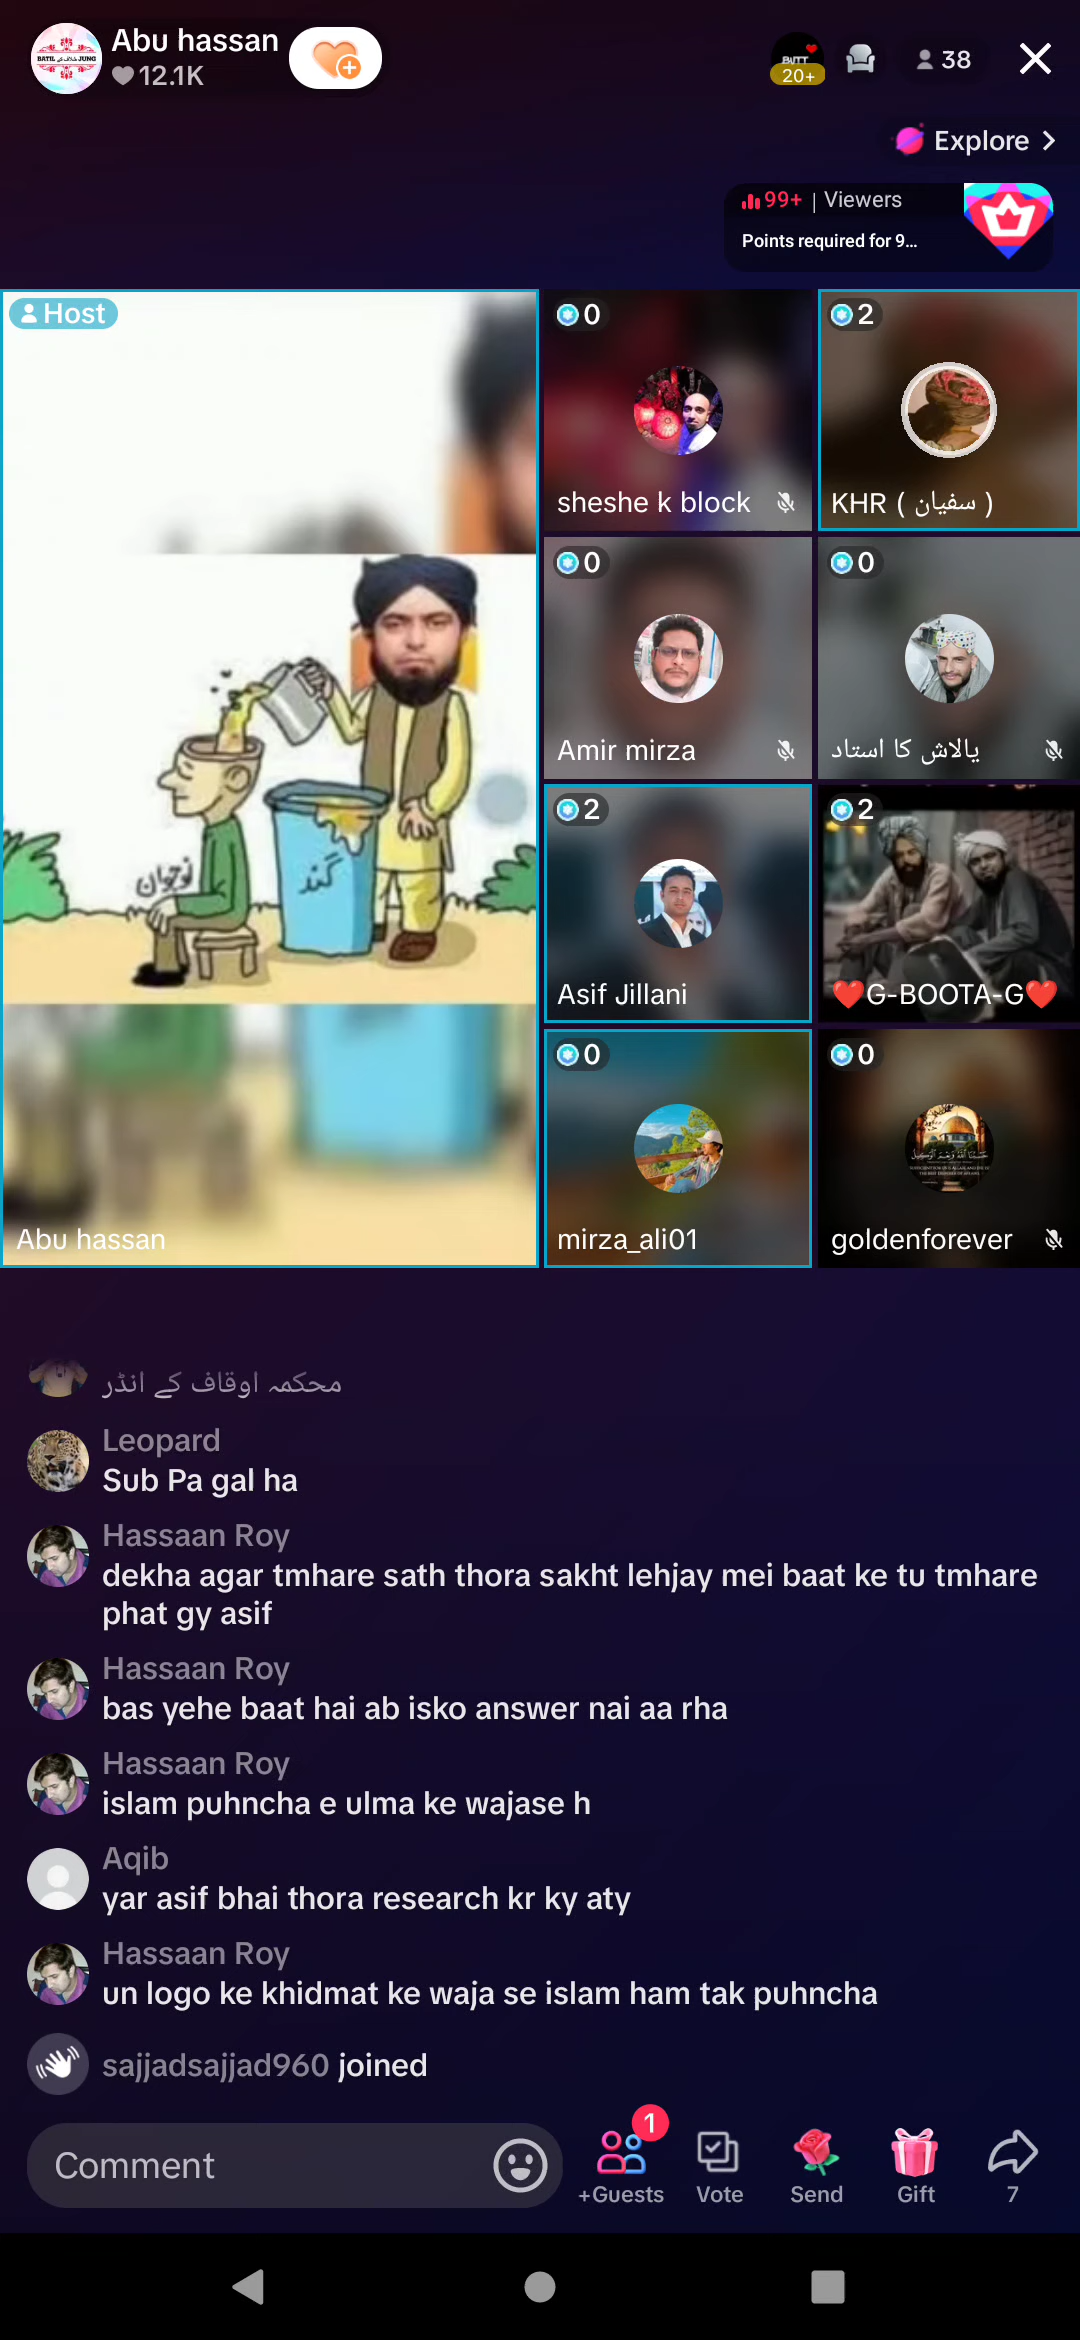 Abu hassan
12.1K
BATIL کے خلاف JUNG
BUTT
20+
38
Explore
99+ | Viewers
Points required for 9...
Host
نوجوان
گند
Abu hassan
0
sheshe k block
2
KHR ( سفیان )
0
Amir mirza
0
یالاش کا استاد
2
Asif Jillani
2
❤️G-BOOTA-G❤️
0
mirza_ali01
0
goldenforever
محکمہ اوقاف کے انڈر
Leopard
Sub Pa gal ha
Hassaan Roy
dekha agar tmhare sath thora sakht lehjay mei baat ke tu tmhare
phat gy asif
Hassaan Roy
bas yehe baat hai ab isko answer nai aa rha
Hassaan Roy
islam puhncha e ulma ke wajase h
Aqib
yar asif bhai thora research kr ky aty
Hassaan Roy
un logo ke khidmat ke waja se islam ham tak puhncha
sajjadsajjad960 joined
Comment
1
+Guests
Vote
Send
Gift
7